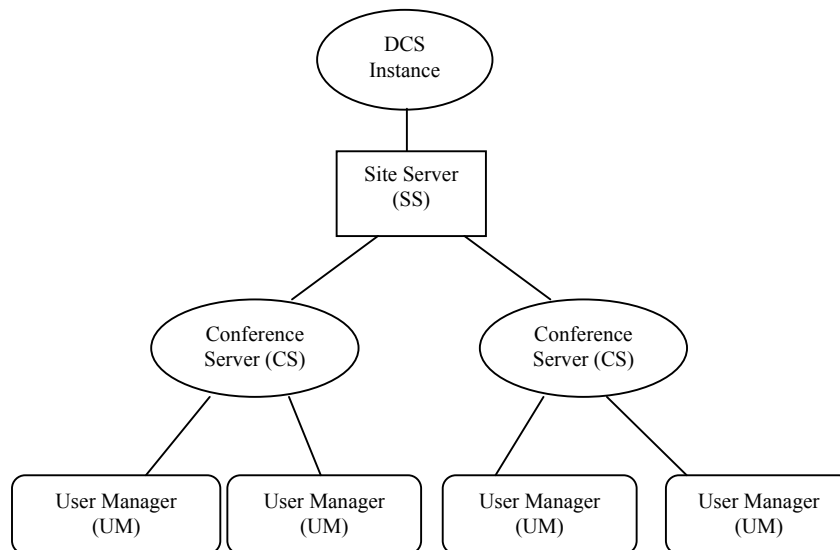 DCS
Instance
Site Server
(SS)
Conference
Server (CS)
Conference
Server (CS)
User Manager
(UM)
User Manager
(UM)
User Manager
(UM)
User Manager
(UM)